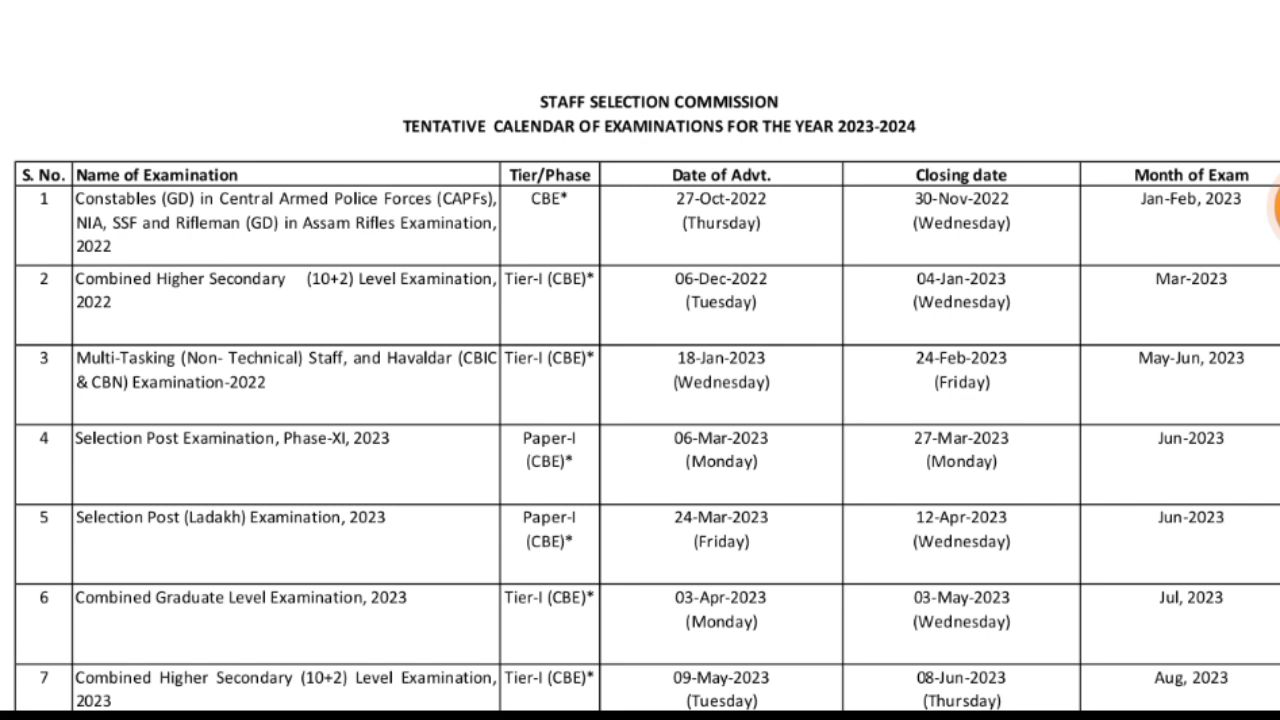 STAFF SELECTION COMMISSION
TENTATIVE CALENDAR OF EXAMINATIONS FOR THE YEAR 2023-2024
S. No. Name of Examination Tier/Phase Date of Advt. Closing date Month of Exam
1 Constables (GD) in Central Armed Police Forces (CAPFs), CBE* 27-Oct-2022 30-Nov-2022 Jan-Feb, 2023
NIA, SSF and Rifleman (GD) in Assam Rifles Examination, (Thursday) (Wednesday)
2022
2 Combined Higher Secondary (10+2) Level Examination, Tier-I (CBE)* 06-Dec-2022 04-Jan-2023 Mar-2023
2022 (Tuesday) (Wednesday)
3 Multi-Tasking (Non- Technical) Staff, and Havaldar (CBIC Tier-I (CBE)* 18-Jan-2023 24-Feb-2023 May-Jun, 2023
& CBN) Examination-2022 (Wednesday) (Friday)
4 Selection Post Examination, Phase-XI, 2023 Paper-I 06-Mar-2023 27-Mar-2023 Jun-2023
(CBE)* (Monday) (Monday)
5 Selection Post (Ladakh) Examination, 2023 Paper-I 24-Mar-2023 12-Apr-2023 Jun-2023
(CBE)* (Friday) (Wednesday)
6 Combined Graduate Level Examination, 2023 Tier-I (CBE)* 03-Apr-2023 03-May-2023 Jul, 2023
(Monday) (Wednesday)
7 Combined Higher Secondary (10+2) Level Examination, Tier-I (CBE)* 09-May-2023 08-Jun-2023 Aug, 2023
2023 (Tuesday) (Thursday)